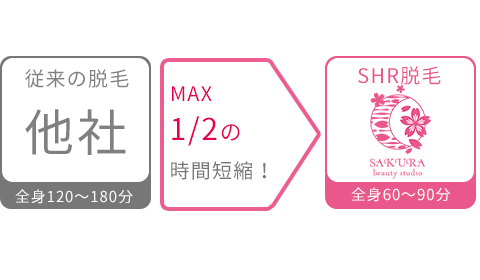 従来の脱毛
他社
全身120〜180分
MAX
1/2の
時間短縮！
SHR脱毛
SAKURA
beauty studio
全身60〜90分